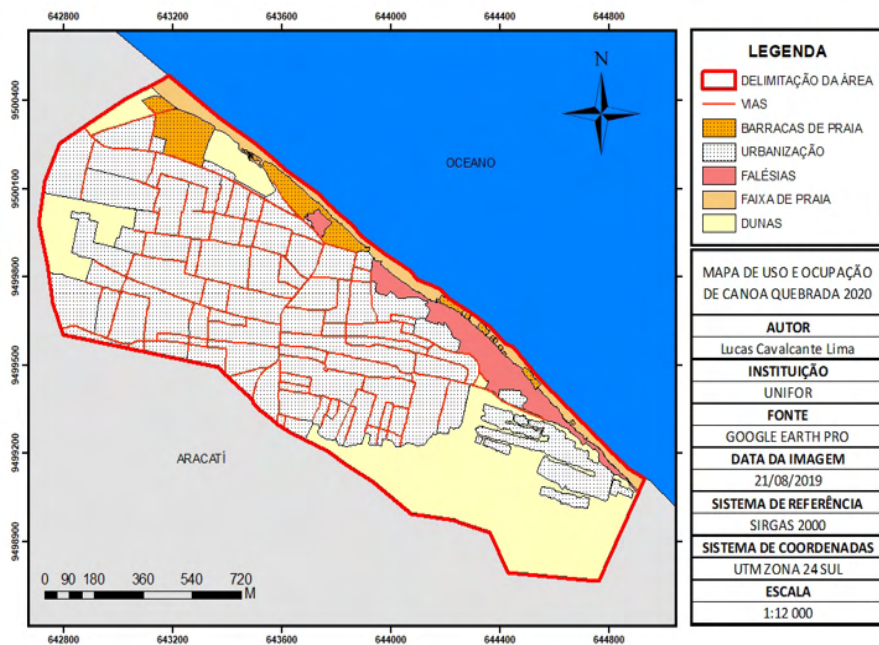 642800 643200 643600 644000 644400 644800
9500400
9500100
9499800
9499500
9499200
9498900
N
OCEANO
ARACATÍ
0 90 180 360 540 720
M
642800 643200 643600 644000 644400 644800
LEGENDA
DELIMITAÇÃO DA ÁREA
VIAS
BARRACAS DE PRAIA
URBANIZAÇÃO
FALÉSIAS
FAIXA DE PRAIA
DUNAS
MAPA DE USO E OCUPAÇÃO
DE CANOA QUEBRADA 2020
AUTOR
Lucas Cavalcante Lima
INSTITUIÇÃO
UNIFOR
FONTE
GOOGLE EARTH PRO
DATA DA IMAGEM
21/08/2019
SISTEMA DE REFERÊNCIA
SIRGAS 2000
SISTEMA DE COORDENADAS
UTM ZONA 24 SUL
ESCALA
1:12 000